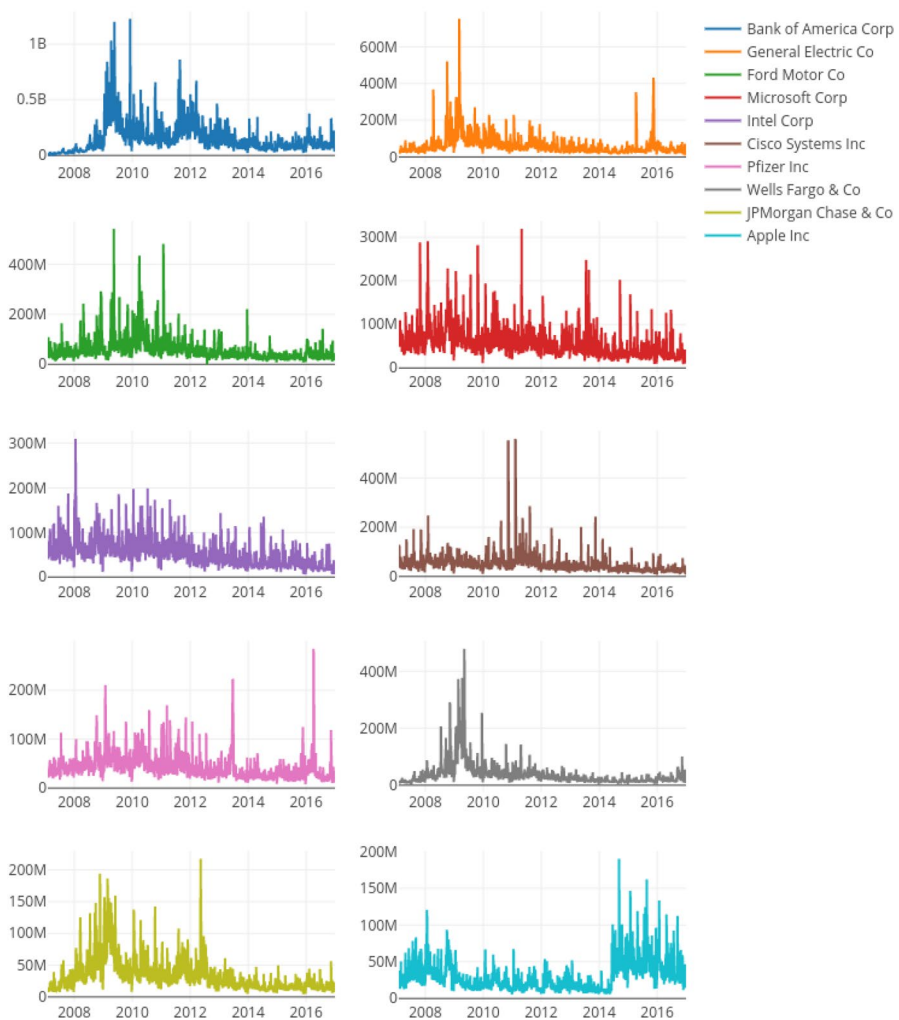 1B
0.5B
0
2008 2010 2012 2014 2016
600M
400M
200M
0
2008 2010 2012 2014 2016
Bank of America Corp
General Electric Co
Ford Motor Co
Microsoft Corp
Intel Corp
Cisco Systems Inc
Pfizer Inc
Wells Fargo & Co
JPMorgan Chase & Co
Apple Inc
400M
200M
0
2008 2010 2012 2014 2016
300M
200M
100M
0
2008 2010 2012 2014 2016
300M
200M
100M
0
2008 2010 2012 2014 2016
400M
200M
0
2008 2010 2012 2014 2016
200M
100M
0
2008 2010 2012 2014 2016
400M
200M
0
2008 2010 2012 2014 2016
200M
150M
100M
50M
0
2008 2010 2012 2014 2016
200M
150M
100M
50M
0
2008 2010 2012 2014 2016